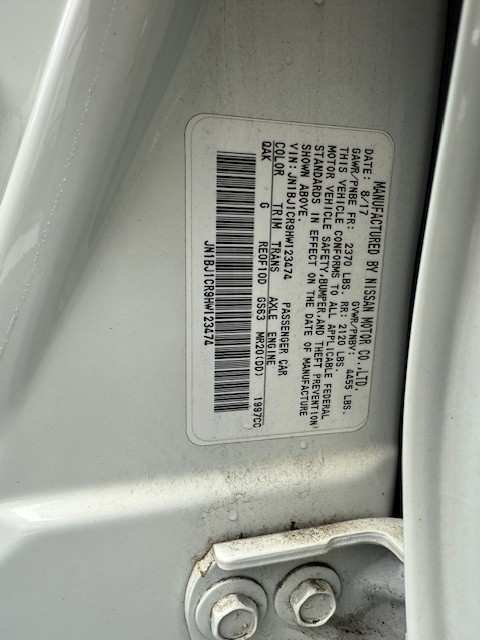 MANUFACTURED BY NISSAN MOTOR CO.,LTD.
DATE: 8/17 GVWR/PNBV: 4455 LBS.
GAWR/PNBE FR: 2370 LBS. RR: 2120 LBS.
THIS VEHICLE CONFORMS TO ALL APPLICABLE FEDERAL
MOTOR VEHICLE SAFETY,BUMPER,AND THEFT PREVENTION
STANDARDS IN EFFECT ON THE DATE OF MANUFACTURE
SHOWN ABOVE.
VIN:JN1BJ1CR9HW123474 PASSENGER CAR
COLOR TRIM TRANS AXLE ENGINE
QAK G RE0F10D GS63 MR20(DD) 1997CC
JN1BJ1CR9HW123474